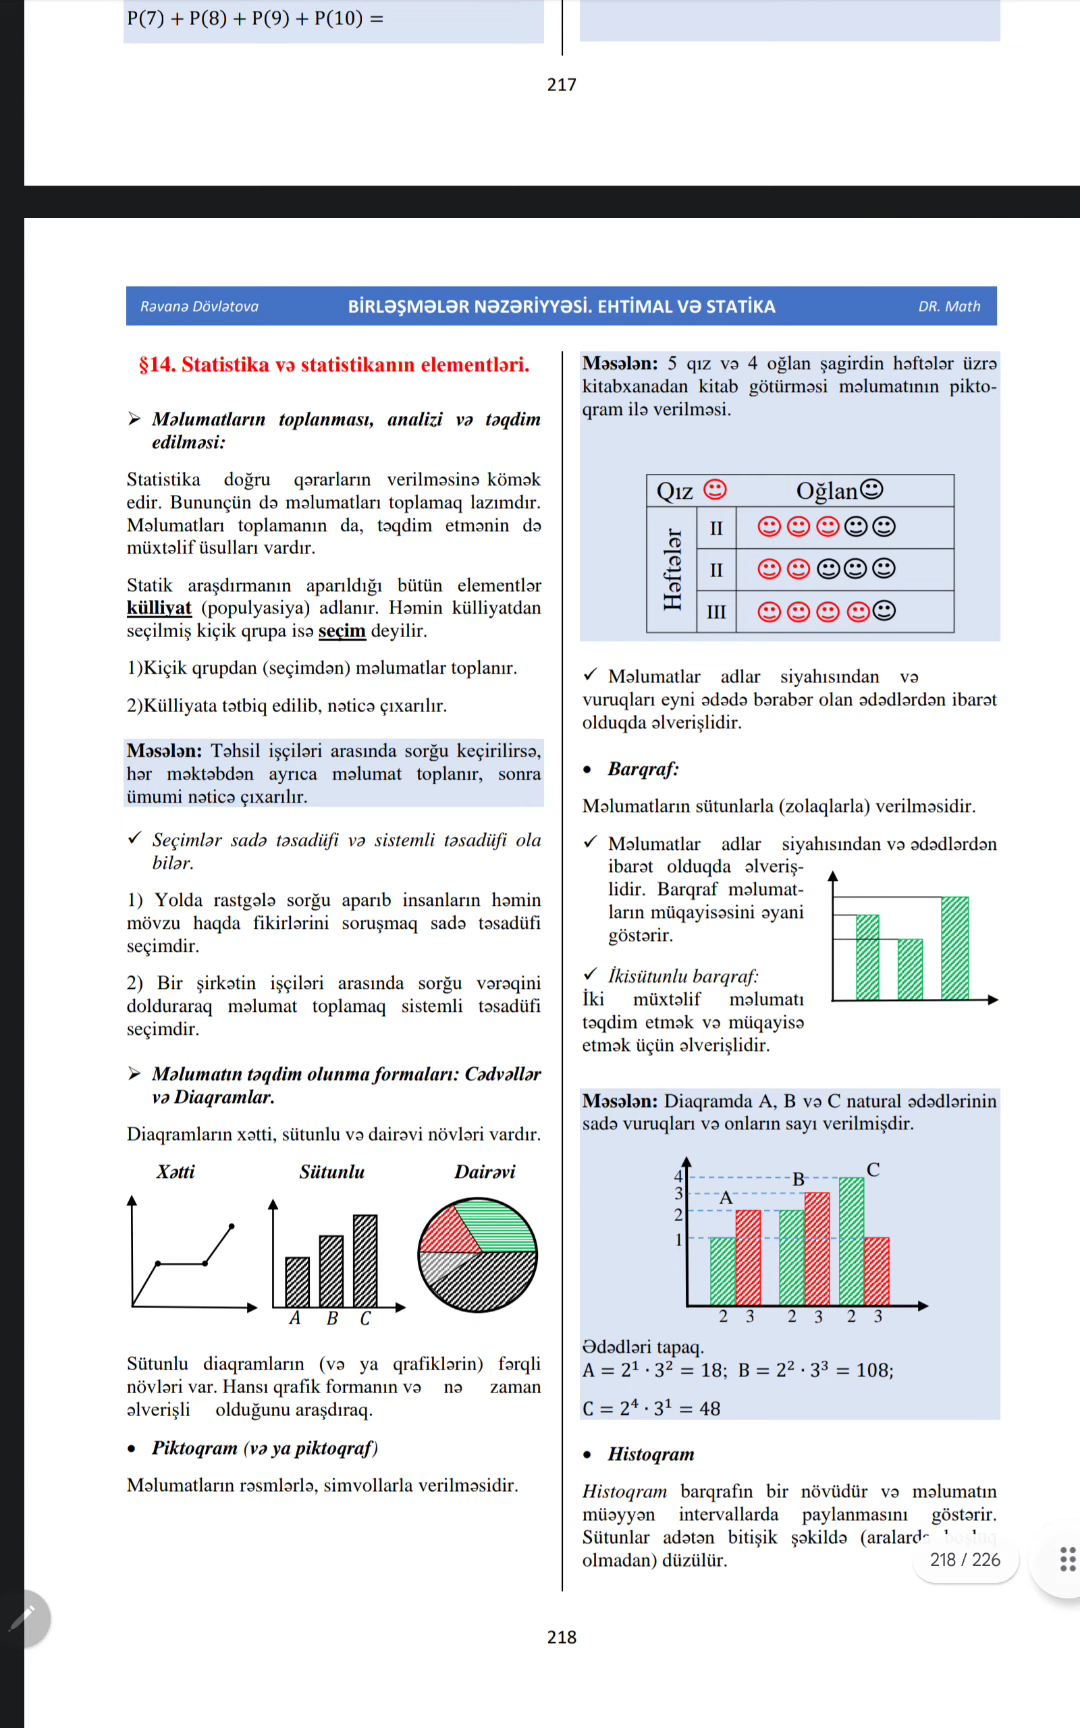 P(7) + P(8) + P(9) + P(10) =
217
Rəvanə Dövlətova
BİRLƏŞMƏLƏR NƏZƏRİYYƏSİ. EHTİMAL VƏ STATİKA
DR. Math
§14. Statistika və statistikanın elementləri.
➢ Məlumatların toplanması, analizi və təqdim
edilməsi:
Statistika doğru qərarların verilməsinə kömək
edir. Bununçün də məlumatları toplamaq lazımdır.
Məlumatları toplamanın da, təqdim etmənin də
müxtəlif üsulları vardır.
Statik araşdırmanın aparıldığı bütün elementlər
külliyat (populyasiya) adlanır. Həmin külliyatdan
seçilmiş kiçik qrupa isə seçim deyilir.
1)Kiçik qrupdan (seçimdən) məlumatlar toplanır.
2)Külliyata tətbiq edilib, nəticə çıxarılır.
Məsələn: Təhsil işçiləri arasında sorğu keçirilirsə,
hər məktəbdən ayrıca məlumat toplanır, sonra
ümumi nəticə çıxarılır.
✓ Seçimlər sadə təsadüfi və sistemli təsadüfi ola
bilər.
1) Yolda rastgələ sorğu aparıb insanların həmin
mövzu haqda fikirlərini soruşmaq sadə təsadüfi
seçimdir.
2) Bir şirkətin işçiləri arasında sorğu vərəqini
dolduraraq məlumat toplamaq sistemli təsadüfi
seçimdir.
➢ Məlumatın təqdim olunma formaları: Cədvəllər
və Diaqramlar.
Diaqramların xətti, sütunlu və dairəvi növləri vardır.
Xətti Sütunlu Dairəvi
A B C
Sütunlu diaqramların (və ya qrafiklərin) fərqli
növləri var. Hansı qrafik formanın və nə zaman
əlverişli olduğunu araşdıraq.
• Piktoqram (və ya piktoqraf)
Məlumatların rəsmlərlə, simvollarla verilməsidir.
Məsələn: 5 qız və 4 oğlan şagirdin həftələr üzrə
kitabxanadan kitab götürməsi məlumatının pikto-
qram ilə verilməsi.
Qız Oğlan
Həftələr
II
II
III
✓ Məlumatlar adlar siyahısından və
vuruqları eyni ədədə bərabər olan ədədlərdən ibarət
olduqda əlverişlidir.
• Barqraf:
Məlumatların sütunlarla (zolaqlarla) verilməsidir.
✓ Məlumatlar adlar siyahısından və ədədlərdən
ibarət olduqda əlveriş-
lidir. Barqraf məlumat-
ların müqayisəsini əyani
göstərir.
✓ İkisütunlu barqraf:
İki müxtəlif məlumatı
təqdim etmək və müqayisə
etmək üçün əlverişlidir.
Məsələn: Diaqramda A, B və C natural ədədlərinin
sadə vuruqları və onların sayı verilmişdir.
4
3
2
1
A
B
C
2 3 2 3 2 3
Ədədləri tapaq.
A = 2¹ · 3² = 18; B = 2² · 3³ = 108;
C = 2⁴ · 3¹ = 48
• Histoqram
Histoqram barqrafın bir növüdür və məlumatın
müəyyən intervallarda paylanmasını göstərir.
Sütunlar adətən bitişik şəkildə
olmadan) düzülür.
218 / 226
218